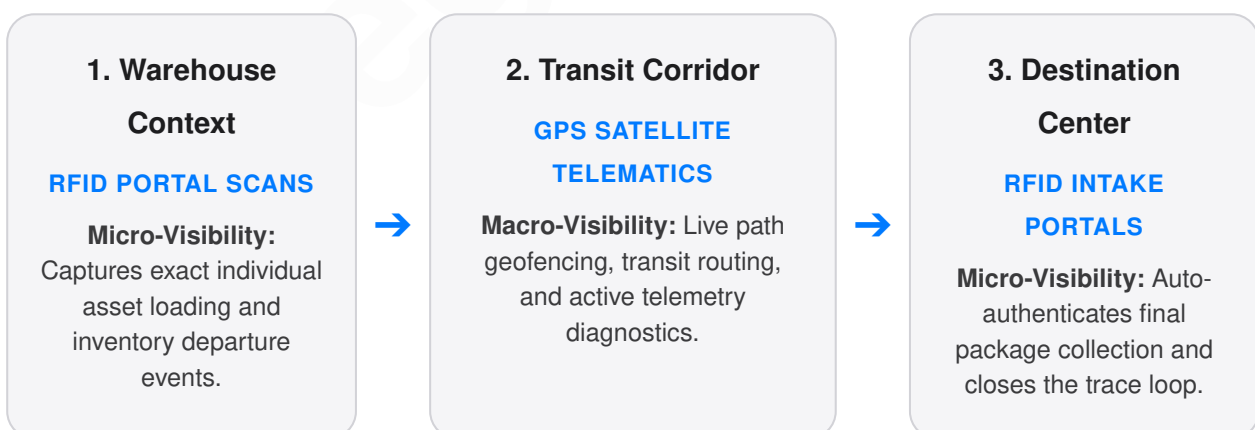 1. Warehouse
Context
RFID PORTAL SCANS
Micro-Visibility:
Captures exact individual
asset loading and
inventory departure
events.
➔
2. Transit Corridor
GPS SATELLITE
TELEMATICS
Macro-Visibility: Live path
geofencing, transit routing,
and active telemetry
diagnostics.
➔
3. Destination
Center
RFID INTAKE
PORTALS
Micro-Visibility: Auto-
authenticates final
package collection and
closes the trace loop.